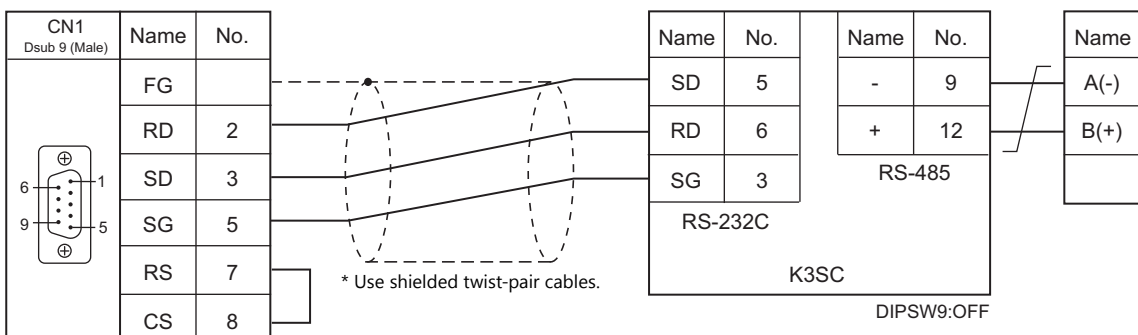 CN1
Dsub 9 (Male)
Name No.
FG
RD 2
SD 3
SG 5
RS 7
CS 8
6
1
9
5
* Use shielded twist-pair cables.
Name No.
SD 5
RD 6
SG 3
RS-232C
Name No.
- 9
+ 12
RS-485
K3SC
DIPSW9:OFF
Name
A(-)
B(+)